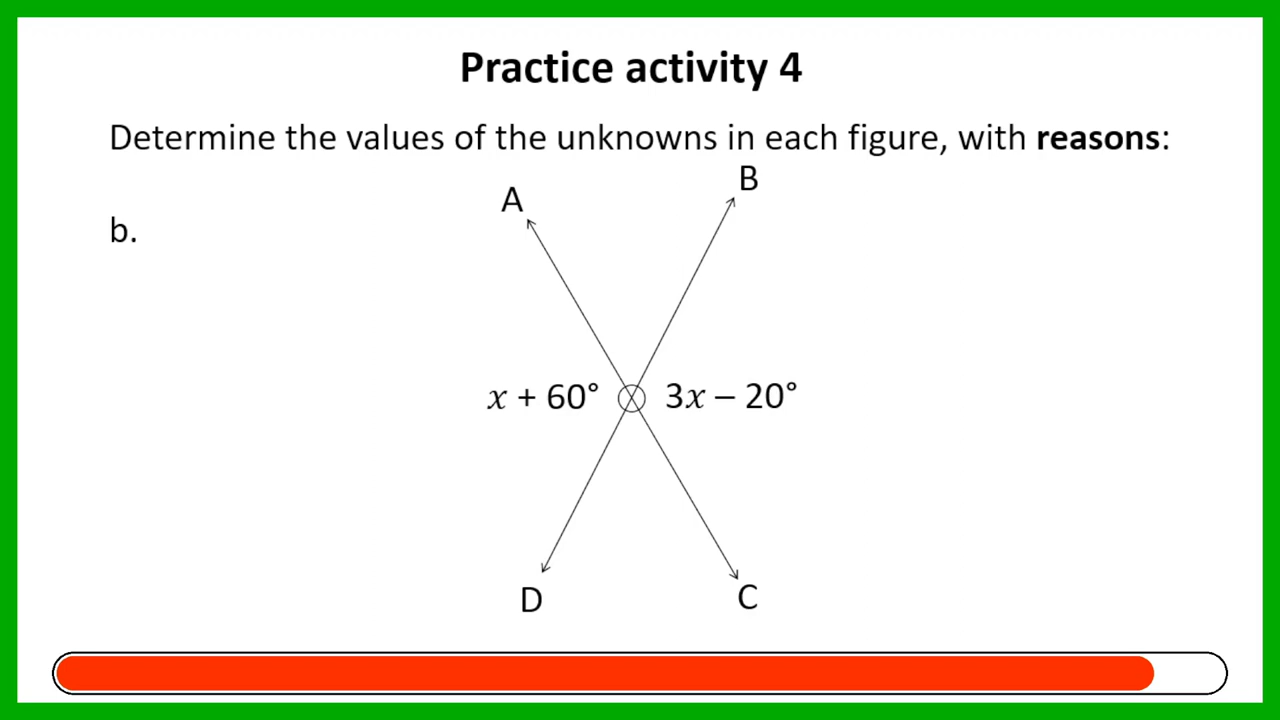 Practice activity 4
Determine the values of the unknowns in each figure, with reasons:
b.
A
B
x + 60°
3x – 20°
D
C